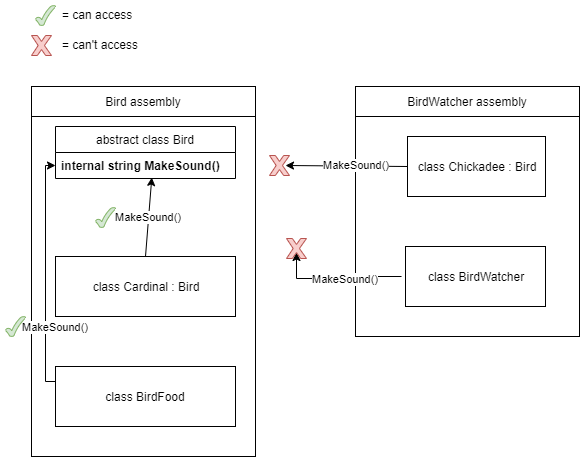 = can access
= can't access
Bird assembly
BirdWatcher assembly
abstract class Bird
internal string MakeSound()
MakeSound()
class Chickadee : Bird
MakeSound()
MakeSound()
class Cardinal : Bird
class BirdWatcher
MakeSound()
class BirdFood